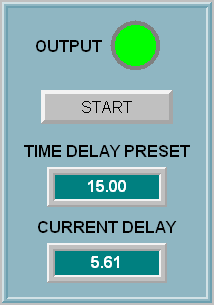 OUTPUT
START
TIME DELAY PRESET
15.00
CURRENT DELAY
5.61